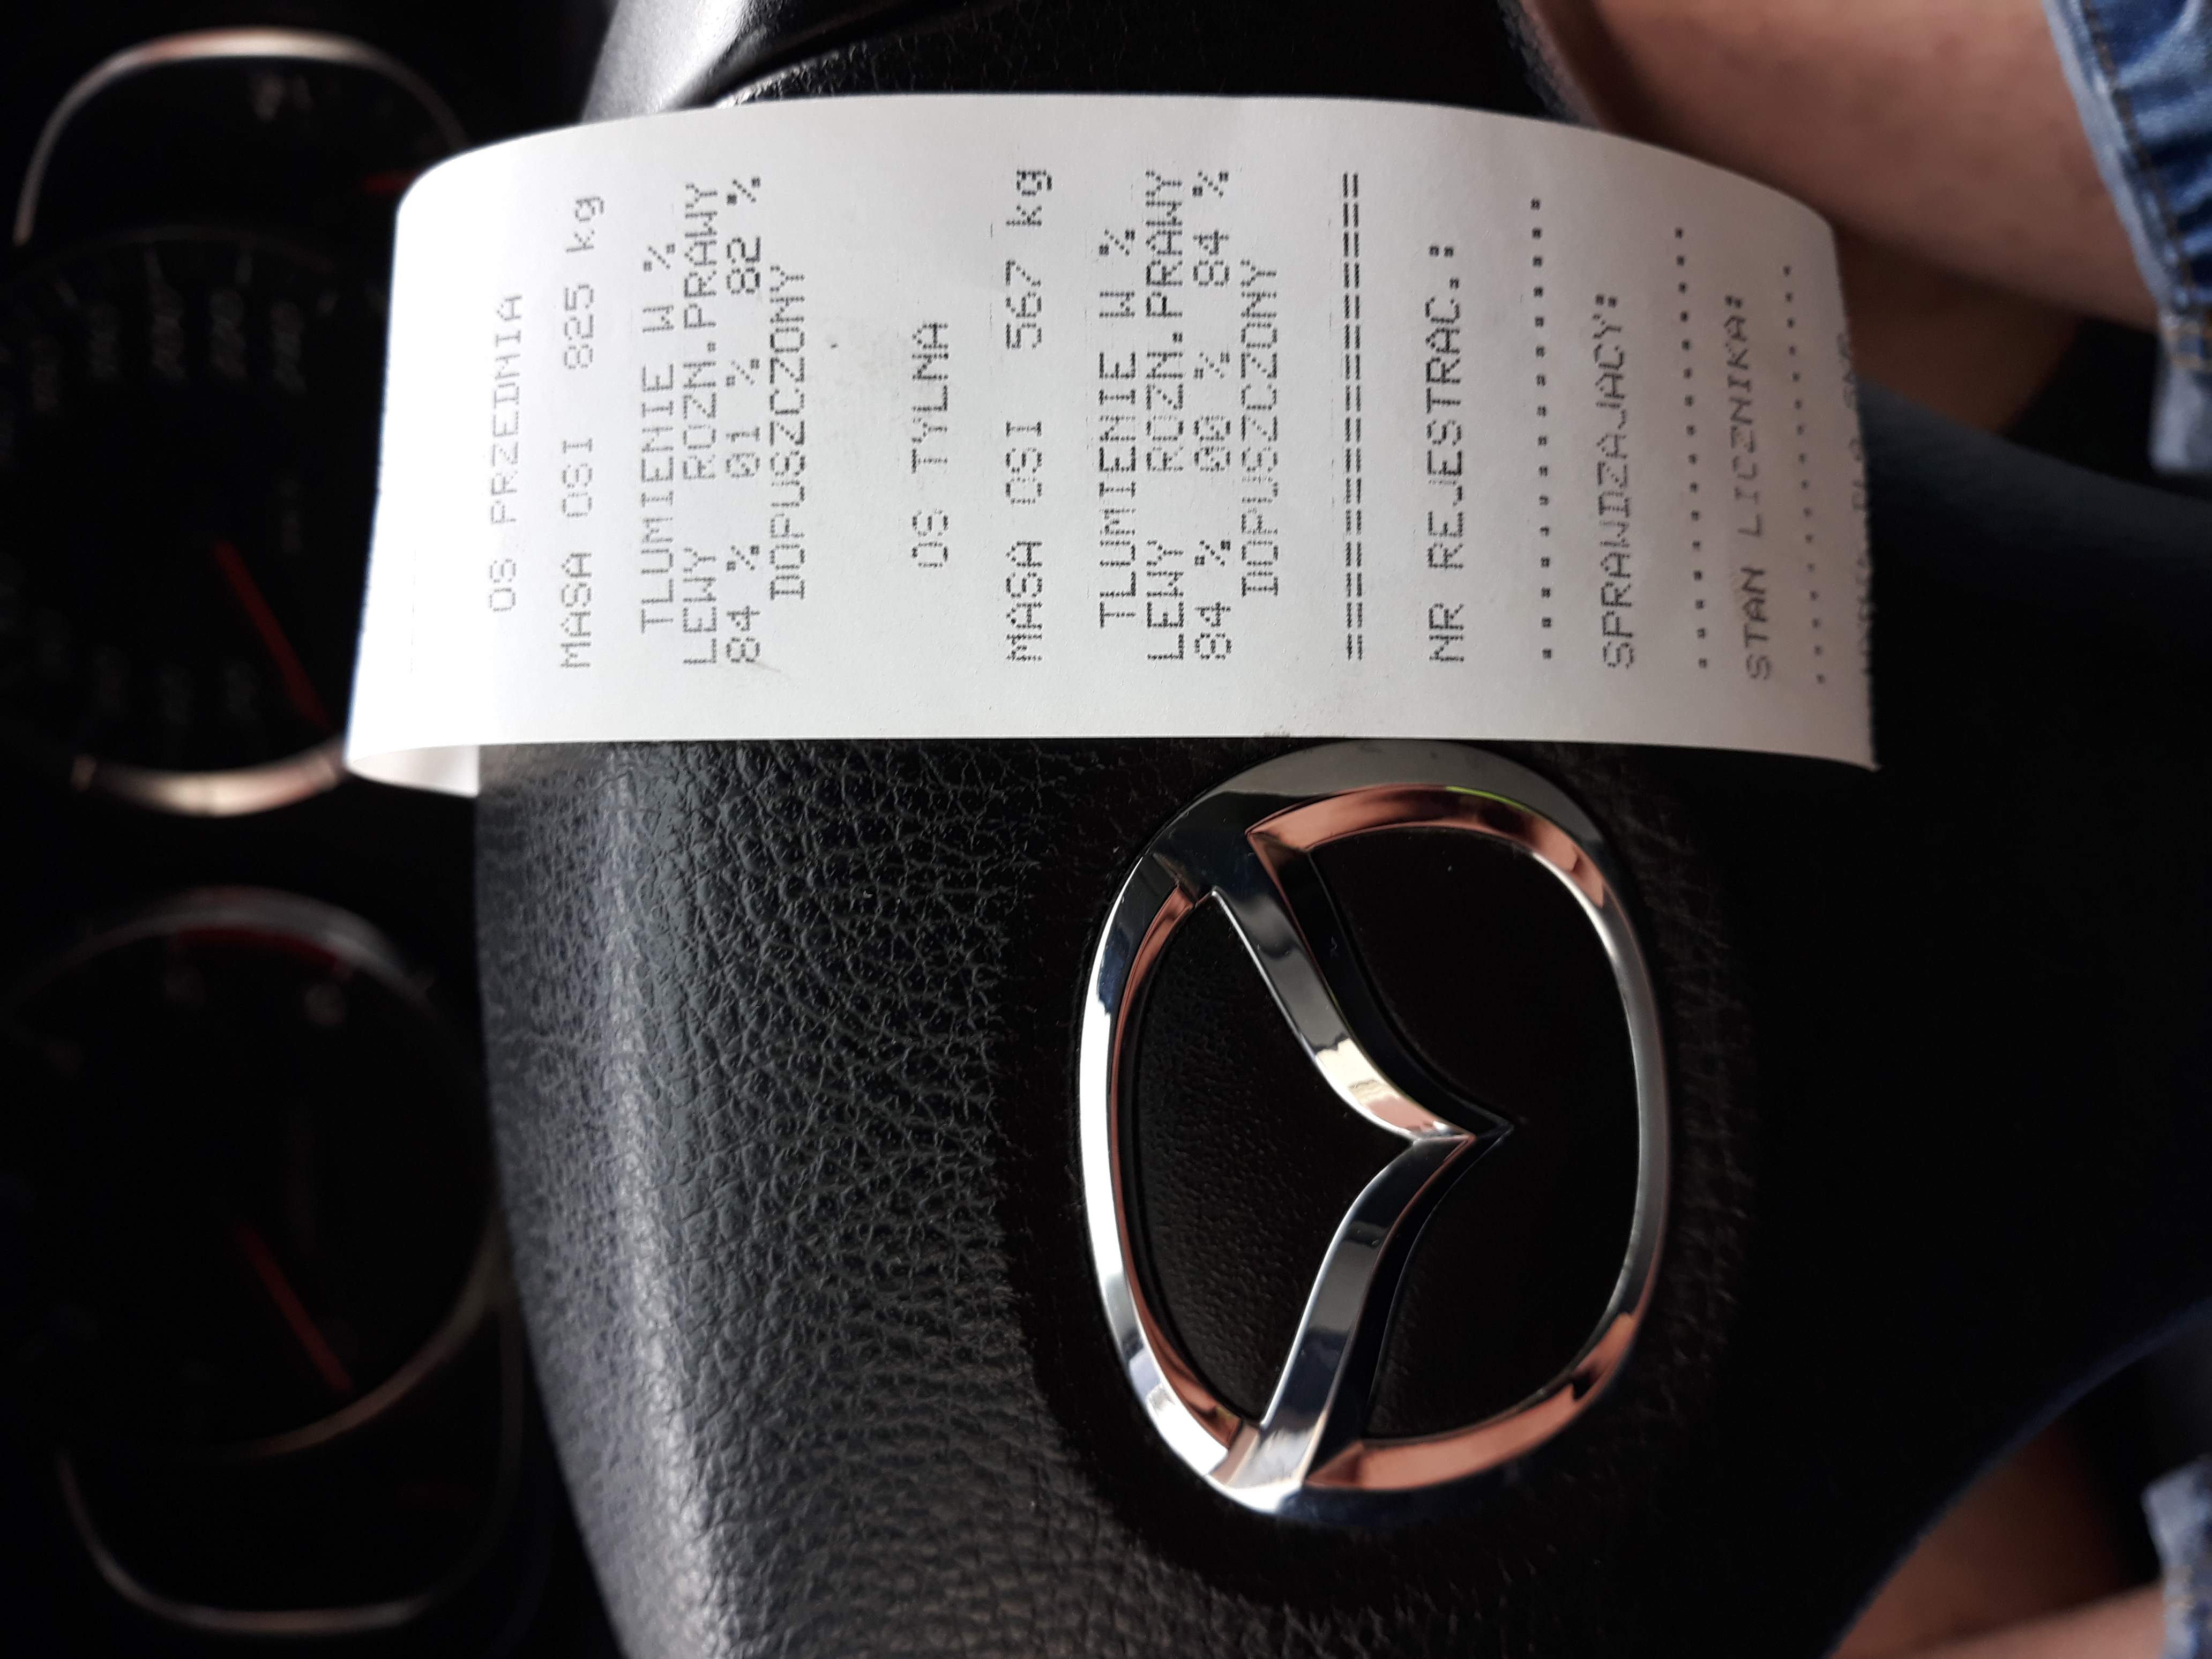 OS PRZEDNIA
MASA OSI 825 kg
TLUMIENIE W %
LEWY ROZN.PRAWY
84 % 01 % 82 %
DOPUSZCZONY
OS TYLNA
MASA OSI 567 kg
TLUMIENIE W %
LEWY ROZN.PRAWY
84 % 00 % 84 %
DOPUSZCZONY
==================
NR REJESTRAC.:
..............
SPRAWDZAJACY:
..............
STAN LICZNIKA:
..............